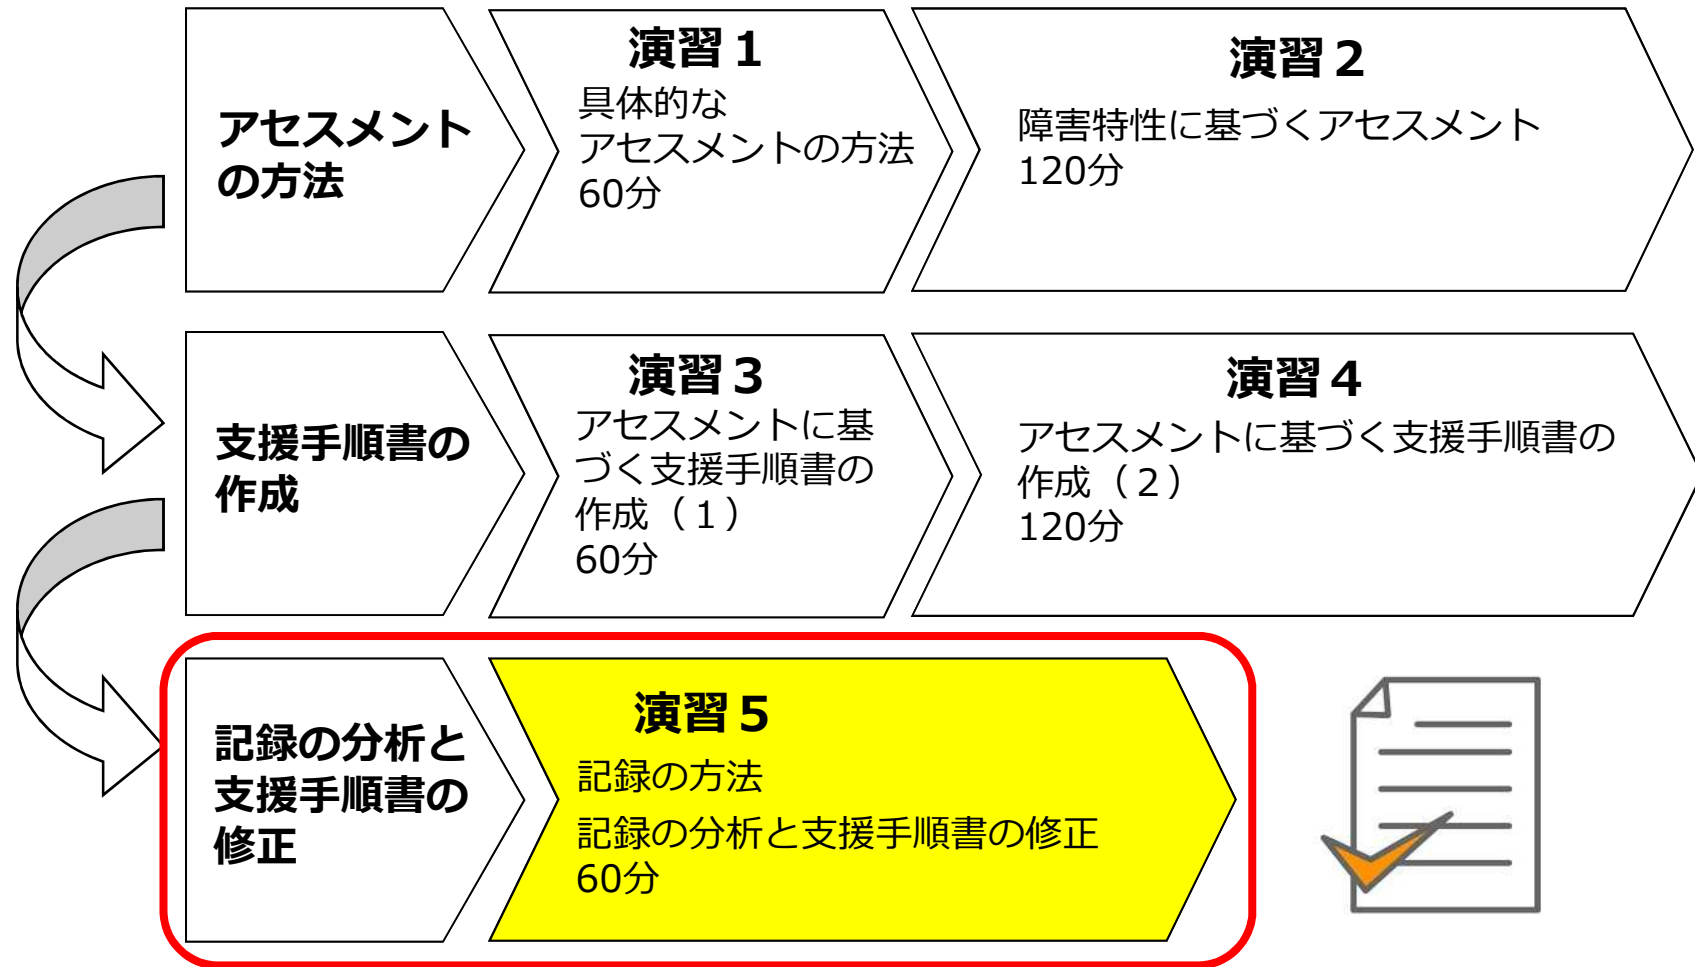 アセスメント
の方法
演習１
具体的な
アセスメントの方法
60分
演習２
障害特性に基づくアセスメント
120分
支援手順書の
作成
演習３
アセスメントに基
づく支援手順書の
作成（１）
60分
演習４
アセスメントに基づく支援手順書の
作成（２）
120分
記録の分析と
支援手順書の
修正
演習５
記録の方法
記録の分析と支援手順書の修正
60分